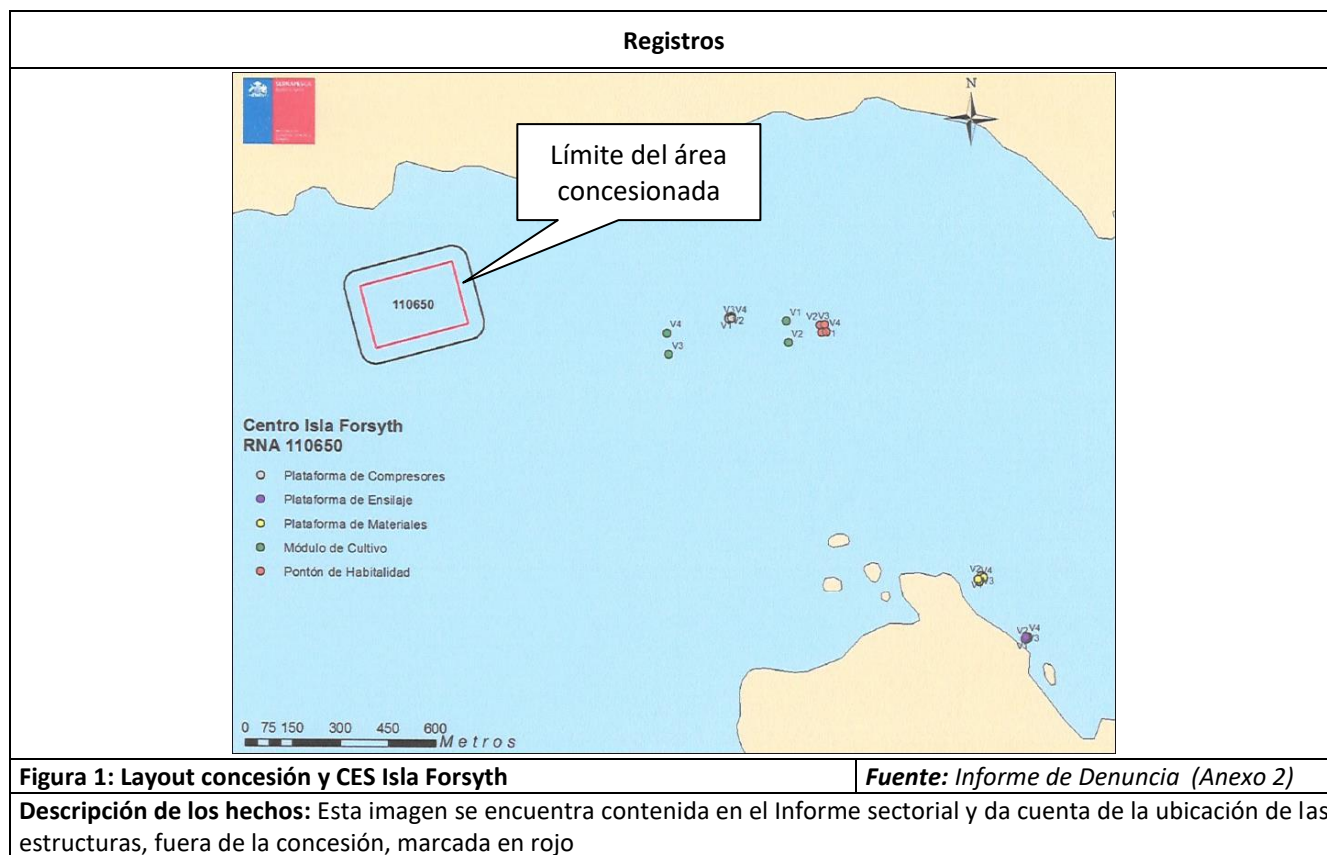 Registros
SERNAPESCA
N
Límite del área
concesionada
110650
V3V4
V1 V2
V1
V2V3
V4
V4
V3
V2
Centro Isla Forsyth
RNA 110650
Plataforma de Compresores
Plataforma de Ensilaje
Plataforma de Materiales
Módulo de Cultivo
Pontón de Habitalidad
V2V4
V3
V2V4
V3
0 75 150 300 450 600
Metros
Figura 1: Layout concesión y CES Isla Forsyth
Fuente: Informe de Denuncia (Anexo 2)
Descripción de los hechos: Esta imagen se encuentra contenida en el Informe sectorial y da cuenta de la ubicación de las
estructuras, fuera de la concesión, marcada en rojo